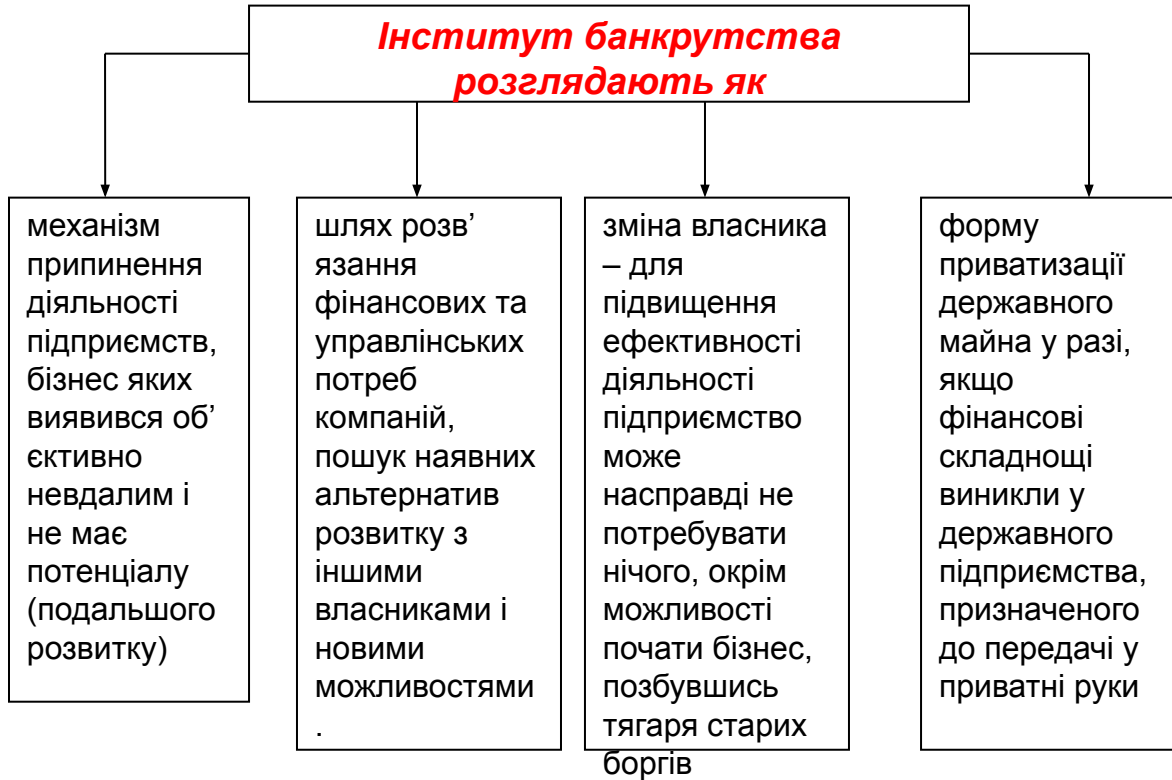 Інститут банкрутства
розглядають як
механізм
припинення
діяльності
підприємств,
бізнес яких
виявився об’
єктивно
невдалим і
не має
потенціалу
(подальшого
розвитку)
шлях розв’
язання
фінансових та
управлінських
потреб
компаній,
пошук наявних
альтернатив
розвитку з
іншими
власниками і
новими
можливостями
.
зміна власника
– для
підвищення
ефективності
діяльності
підприємство
може
насправді не
потребувати
нічого, окрім
можливості
почати бізнес,
позбувшись
тягаря старих
боргів
форму
приватизації
державного
майна у разі,
якщо
фінансові
складнощі
виникли у
державного
підприємства,
призначеного
до передачі у
приватні руки